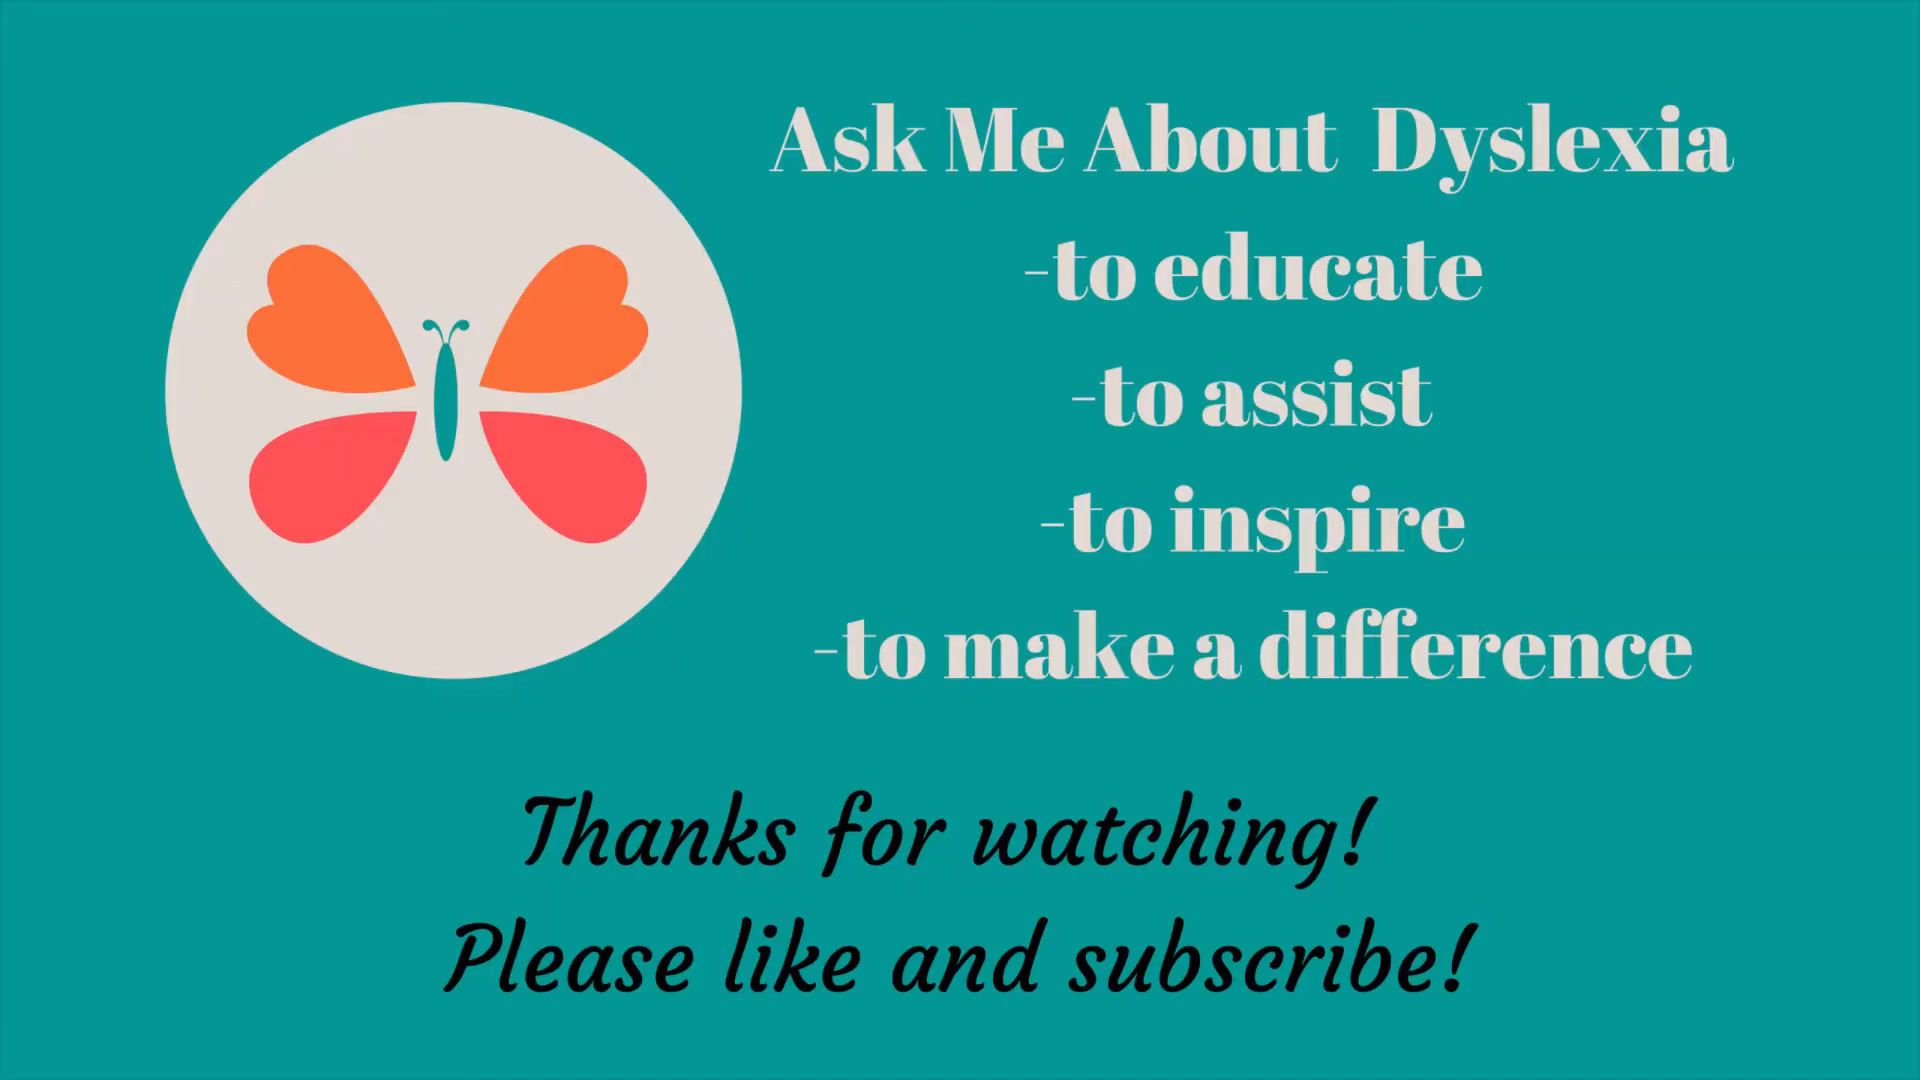 Ask Me About Dyslexia
-to educate
-to assist
-to inspire
-to make a difference
Thanks for watching!
Please like and subscribe!